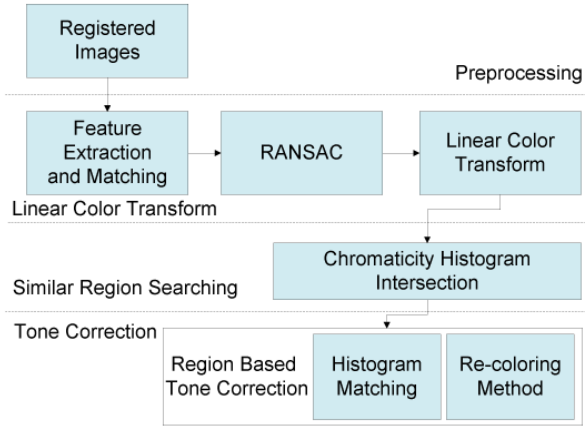 Registered
Images
Preprocessing
Feature
Extraction
and Matching
RANSAC
Linear Color
Transform
Linear Color Transform
Chromaticity Histogram
Intersection
Similar Region Searching
Tone Correction
Region Based
Tone Correction
Histogram
Matching
Re-coloring
Method